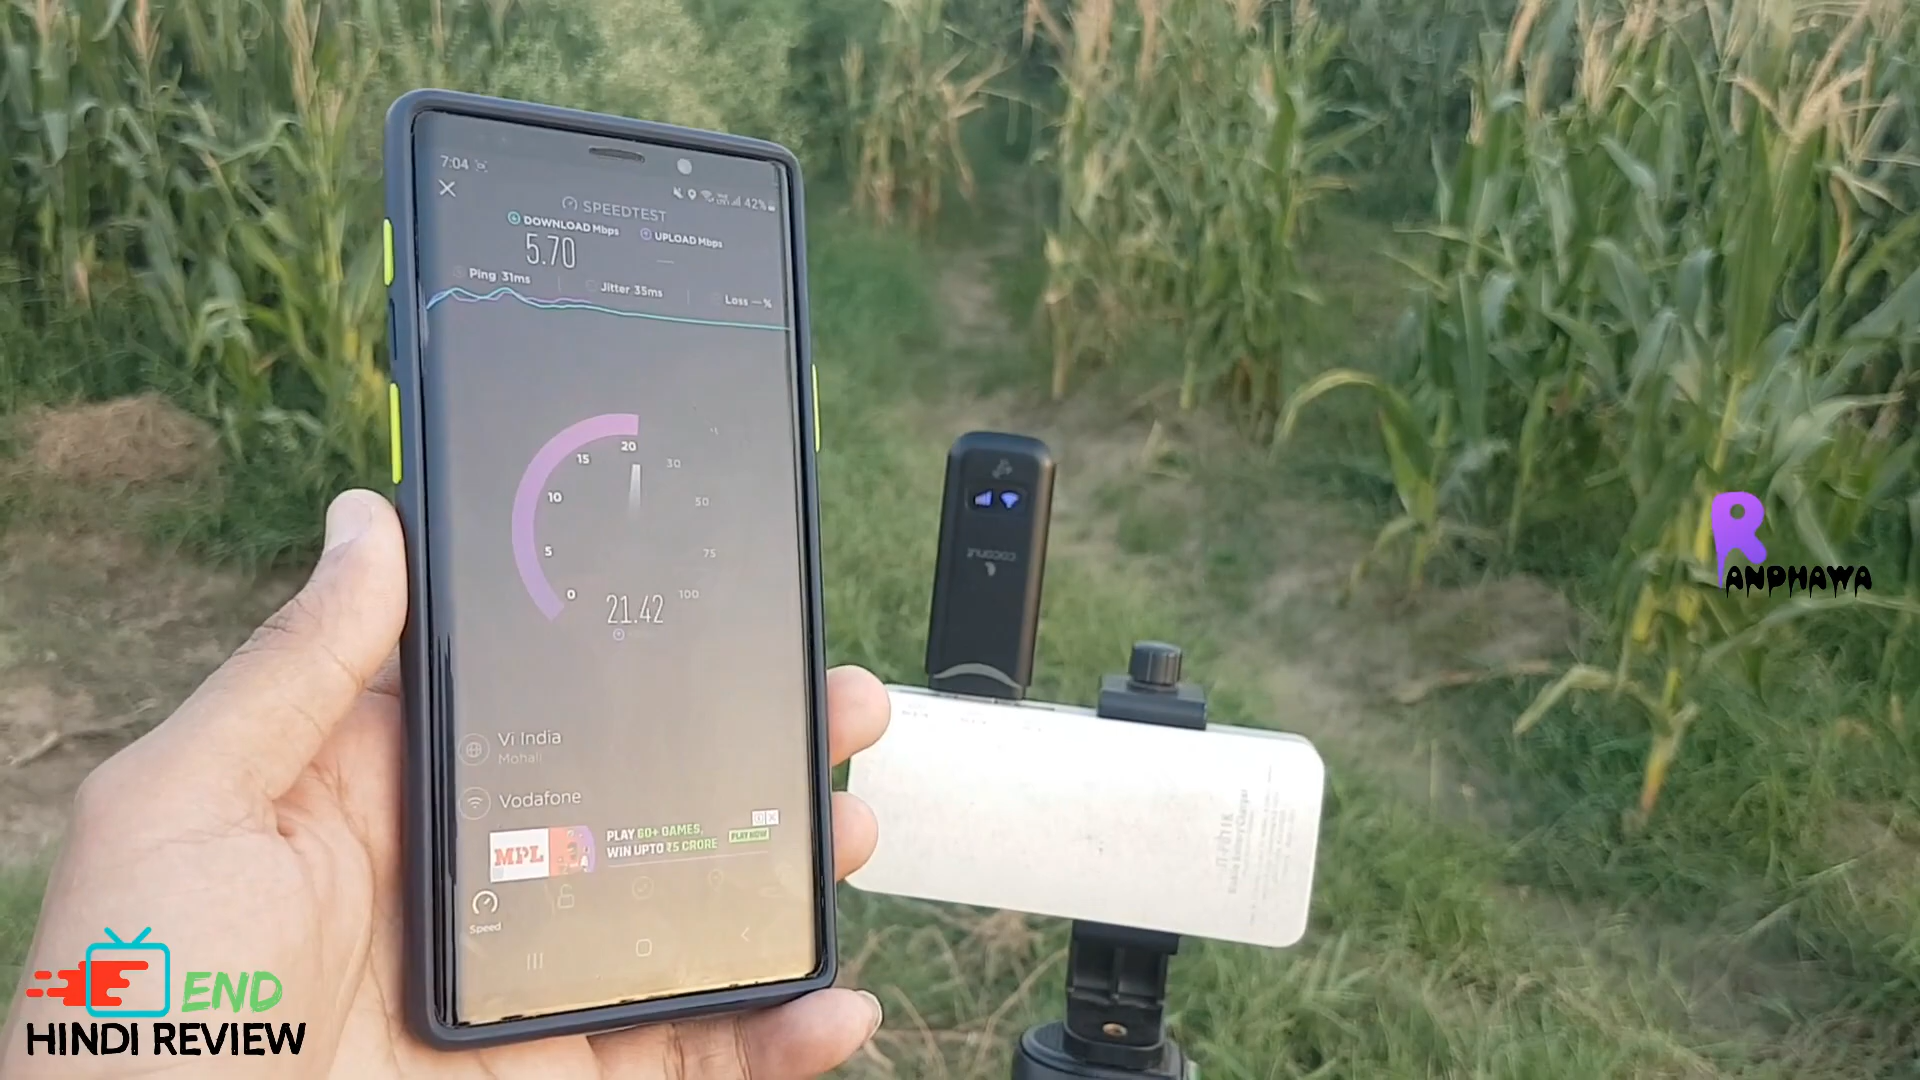 7:04
42%
SPEEDTEST
DOWNLOAD Mbps
UPLOAD Mbps
5.70
—
Ping 31ms
Jitter 35ms
Loss — %
20
15
30
10
50
5
75
0
100
21.42
Vi India
Mohali
Vodafone
MPL
PLAY 60+ GAMES,
WIN UPTO ₹5 CRORE
PLAY NOW
Speed
coconut
RANPHAWA
END
HINDI REVIEW